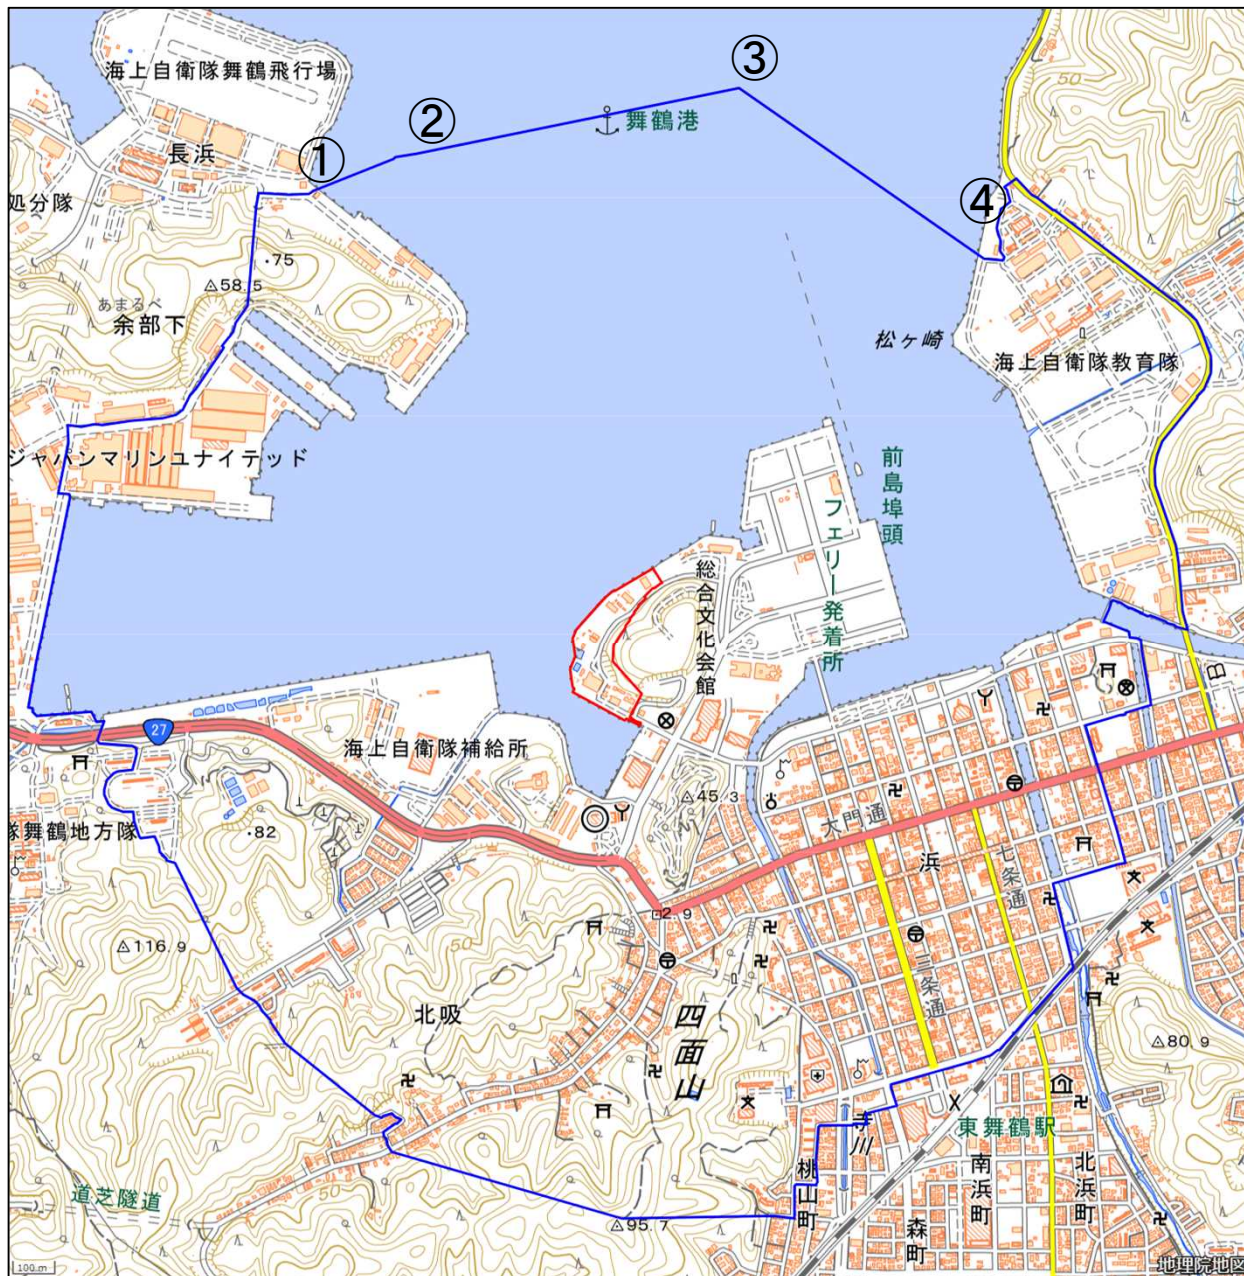 ③
②
海上自衛隊舞鶴飛行場
舞鶴港
50
①
長浜
処分隊
④
・75
△58.5
あまるべ
余部下
松ヶ崎
海上自衛隊教育隊
ジャパンマリンユナイテッド
前島埠頭
フェリー発着所
総合文化会館
27
海上自衛隊補給所
△45.3
隊舞鶴地方隊
・82
大門通
浜
七条通
2.9
三条通
△116.9
50
北吸
四面山
△80.9
寺川
東舞鶴駅
桃山町
南浜町
北浜町
道芝隧道
50
△95.7
森町
100 m
地理院地図